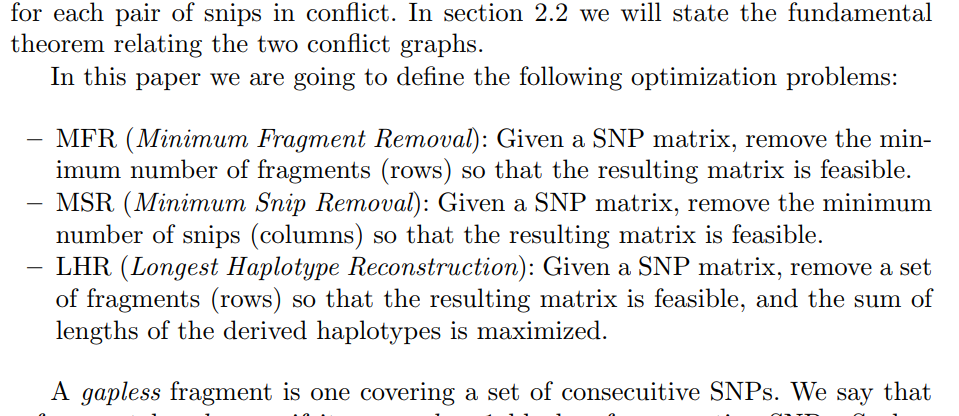 for each pair of snips in conflict. In section 2.2 we will state the fundamental
theorem relating the two conflict graphs.
In this paper we are going to define the following optimization problems:
– MFR (Minimum Fragment Removal): Given a SNP matrix, remove the min-
imum number of fragments (rows) so that the resulting matrix is feasible.
– MSR (Minimum Snip Removal): Given a SNP matrix, remove the minimum
number of snips (columns) so that the resulting matrix is feasible.
– LHR (Longest Haplotype Reconstruction): Given a SNP matrix, remove a set
of fragments (rows) so that the resulting matrix is feasible, and the sum of
lengths of the derived haplotypes is maximized.
A gapless fragment is one covering a set of consecuitive SNPs. We say that